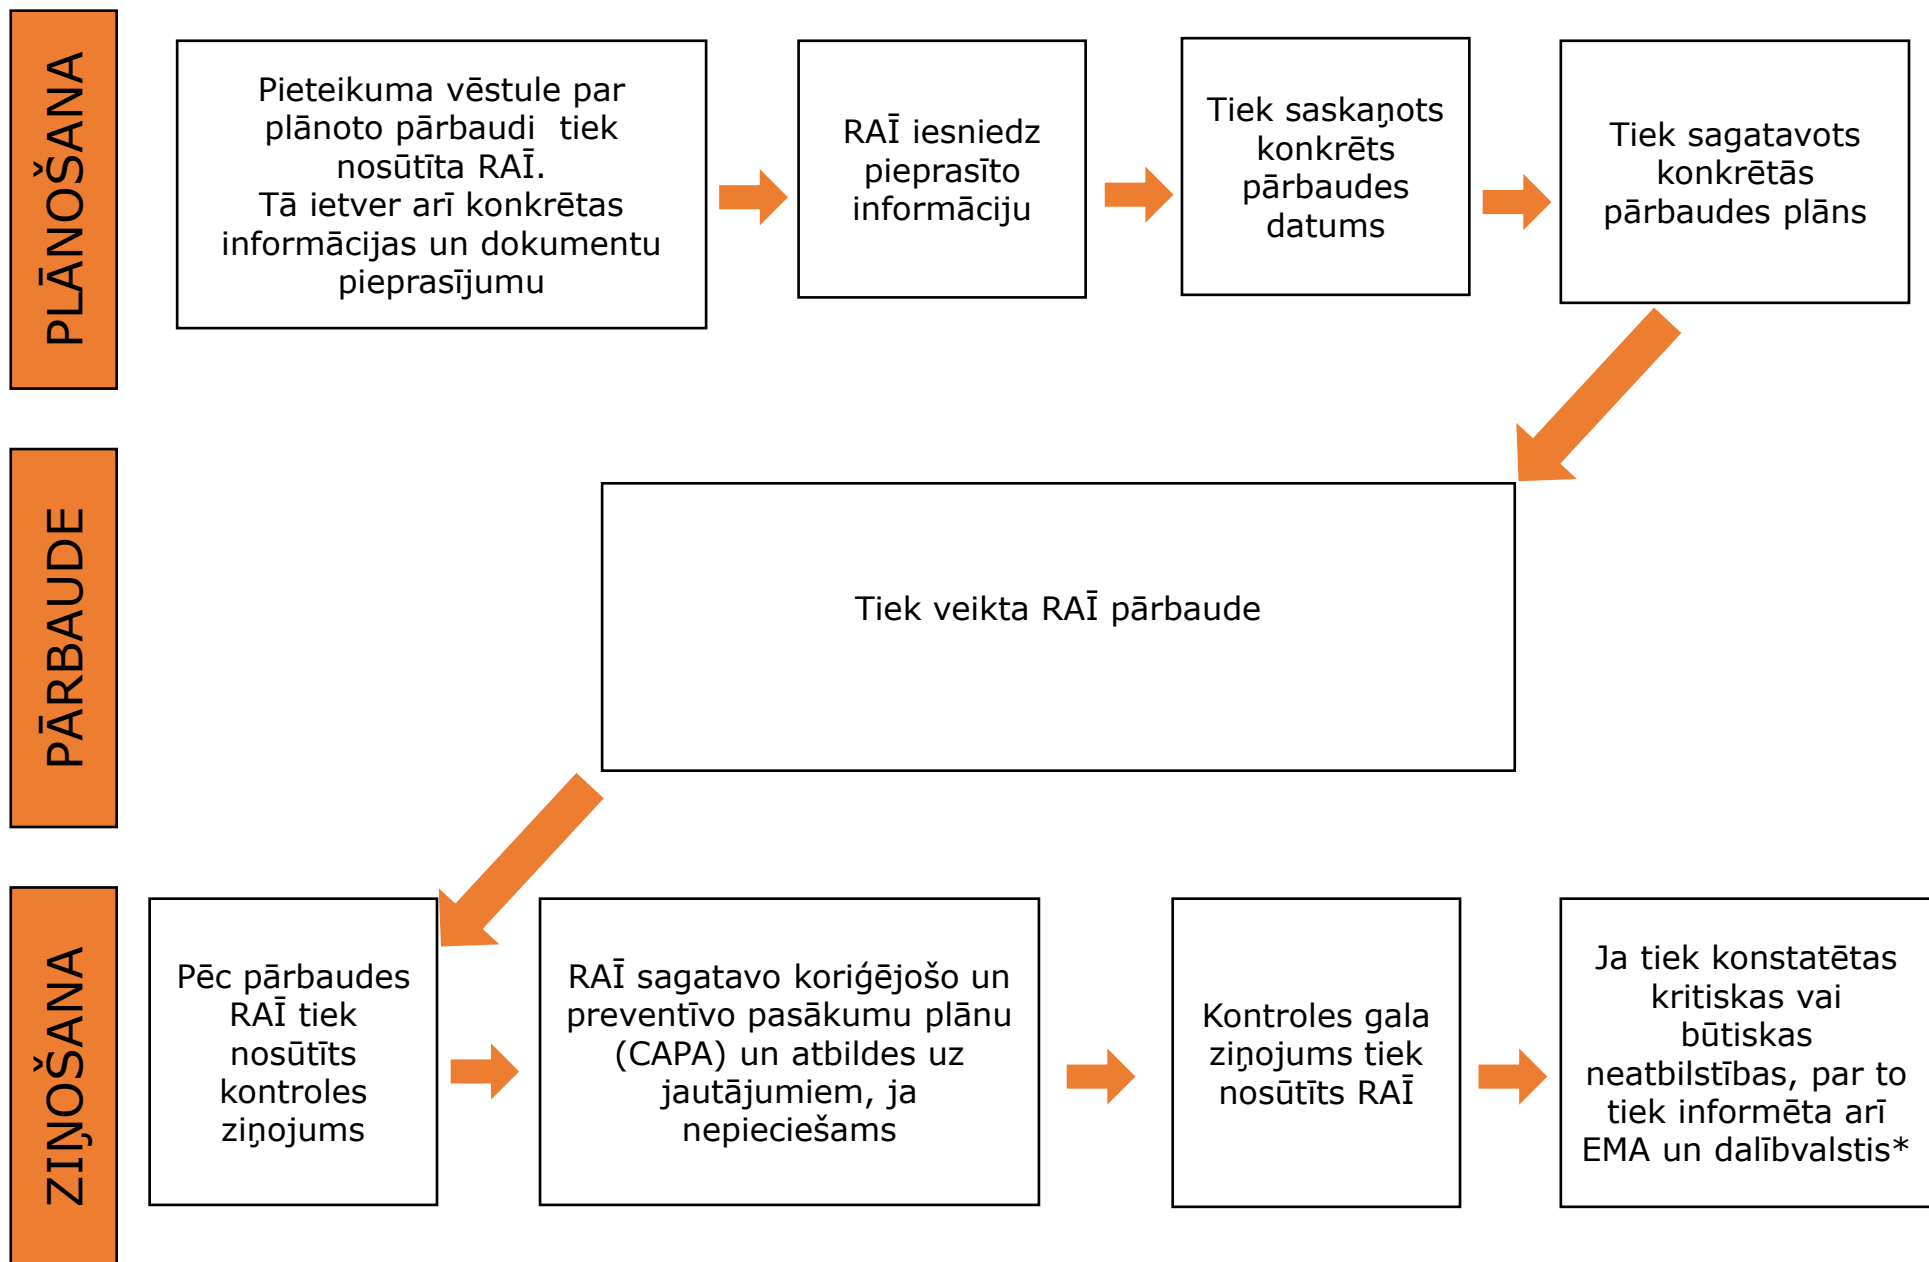 PLĀNOŠANA
Pieteikuma vēstule par
plānoto pārbaudi tiek
nosūtīta RAĪ.
Tā ietver arī konkrētas
informācijas un dokumentu
pieprasījumu
RAĪ iesniedz
pieprasīto
informāciju
Tiek saskaņots
konkrēts
pārbaudes
datums
Tiek sagatavots
konkrētās
pārbaudes plāns
PĀRBAUDE
Tiek veikta RAĪ pārbaude
ZIŅOŠANA
Pēc pārbaudes
RAĪ tiek
nosūtīts
kontroles
ziņojums
RAĪ sagatavo koriģējošo un
preventīvo pasākumu plānu
(CAPA) un atbildes uz
jautājumiem, ja
nepieciešams
Kontroles gala
ziņojums tiek
nosūtīts RAĪ
Ja tiek konstatētas
kritiskas vai
būtiskas
neatbilstības, par to
tiek informēta arī
EMA un dalībvalstis*